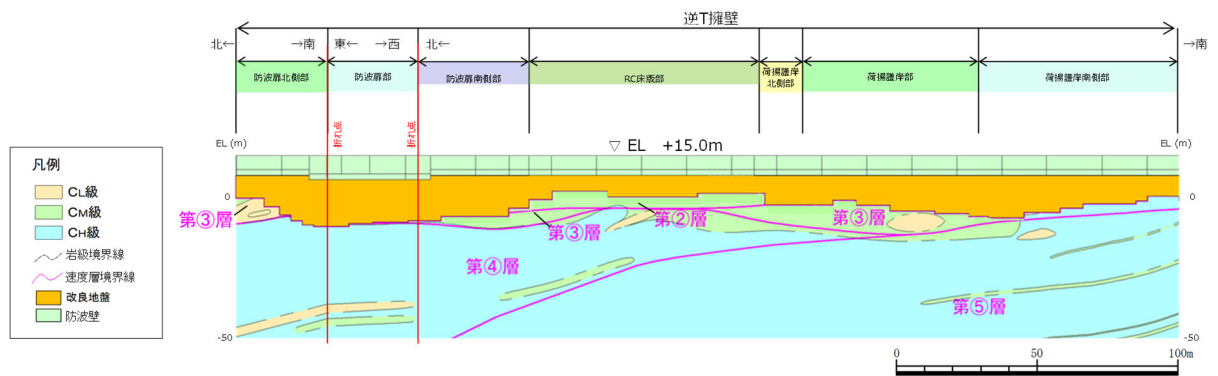 逆T擁壁
北← →南 東← →西 北← →南
防波扉北側部 防波扉部 防波扉南側部 RC床版部 荷揚護岸北側部 荷揚護岸部 荷揚護岸南側部
折れ点 折れ点
EL (m) ▽ EL +15.0m EL (m)
凡例
CL級
CM級
CH級
岩級境界線
速度層境界線
改良地盤
防波壁
0 0
第③層 第③層 第②層 第③層
第④層
第⑤層
-50 -50
0 50 100m